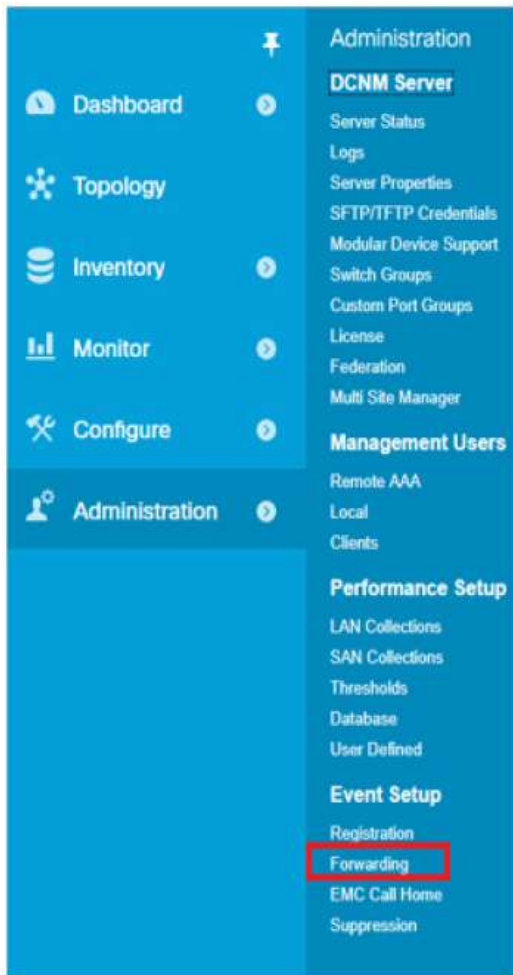 Dashboard
Topology
Inventory
Monitor
Configure
Administration
Administration
DCNM Server
Server Status
Logs
Server Properties
SFTP/TFTP Credentials
Modular Device Support
Switch Groups
Custom Port Groups
License
Federation
Multi Site Manager
Management Users
Remote AAA
Local
Clients
Performance Setup
LAN Collections
SAN Collections
Thresholds
Database
User Defined
Event Setup
Registration
Forwarding
EMC Call Home
Suppression